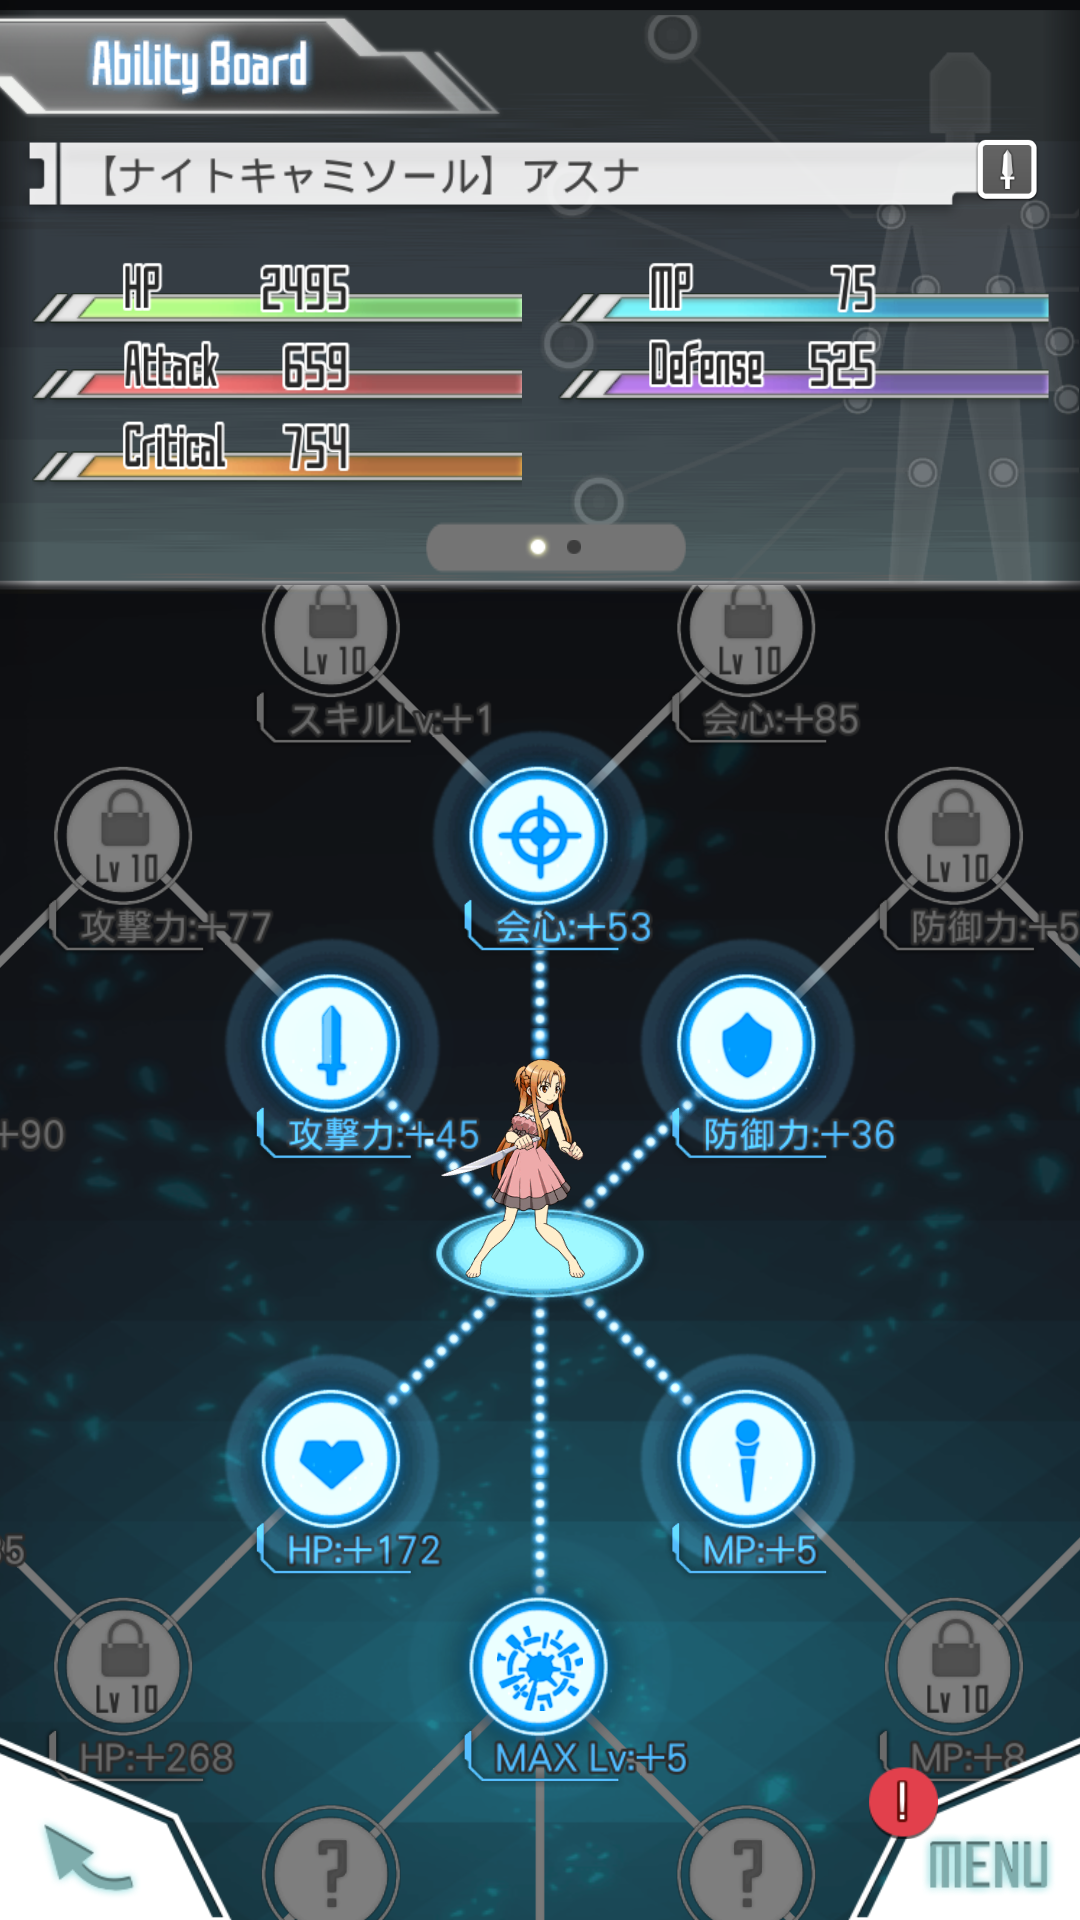 Ability Board
【ナイトキャミソール】アスナ
HP 2495
MP 75
Attack 659
Defense 525
Critical 754
Lv 10
Lv 10
スキルLv:+1
会心:+85
Lv 10
Lv 10
攻撃力:+77
会心:+53
防御力:+5
+90
攻撃力:+45
防御力:+36
HP:+172
MP:+5
Lv 10
Lv 10
HP:+268
MAX Lv:+5
MP:+8
!
?
?
MENU